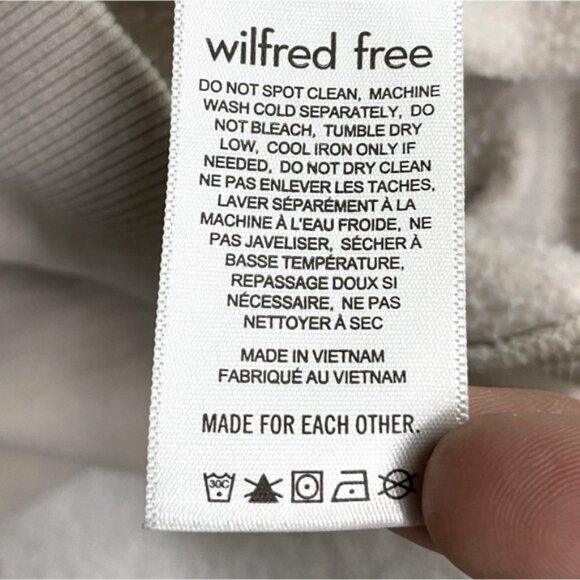 wilfred free
DO NOT SPOT CLEAN, MACHINE
WASH COLD SEPARATELY, DO
NOT BLEACH, TUMBLE DRY
LOW, COOL IRON ONLY IF
NEEDED, DO NOT DRY CLEAN
NE PAS ENLEVER LES TACHES,
LAVER SÉPARÉMENT À LA
MACHINE À L'EAU FROIDE, NE
PAS JAVELISER, SÉCHER À
BASSE TEMPÉRATURE,
REPASSAGE DOUX SI
NÉCESSAIRE, NE PAS
NETTOYER À SEC
MADE IN VIETNAM
FABRIQUÉ AU VIETNAM
MADE FOR EACH OTHER.
30C